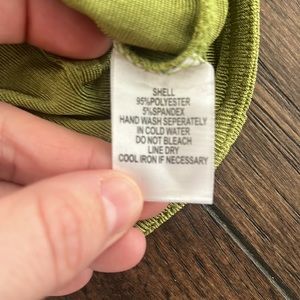 SHELL
95%POLYESTER
5%SPANDEX
HAND WASH SEPERATELY
IN COLD WATER
DO NOT BLEACH
LINE DRY
COOL IRON IF NECESSARY